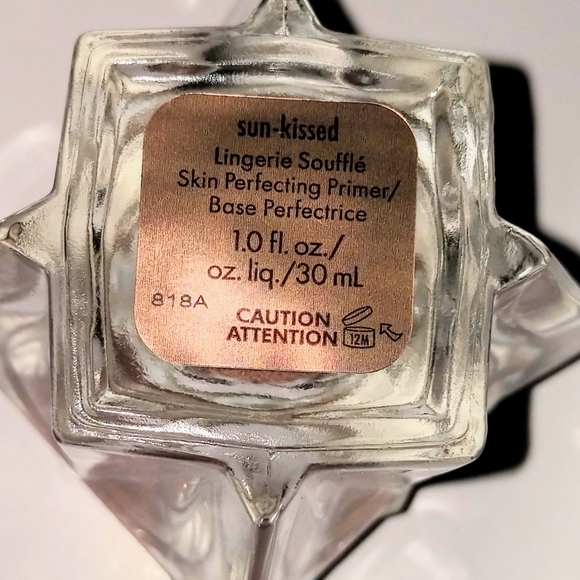 sun-kissed
Lingerie Soufflé
Skin Perfecting Primer/
Base Perfectrice
1.0 fl. oz./
oz. liq./30 mL
818A
CAUTION
ATTENTION
12M